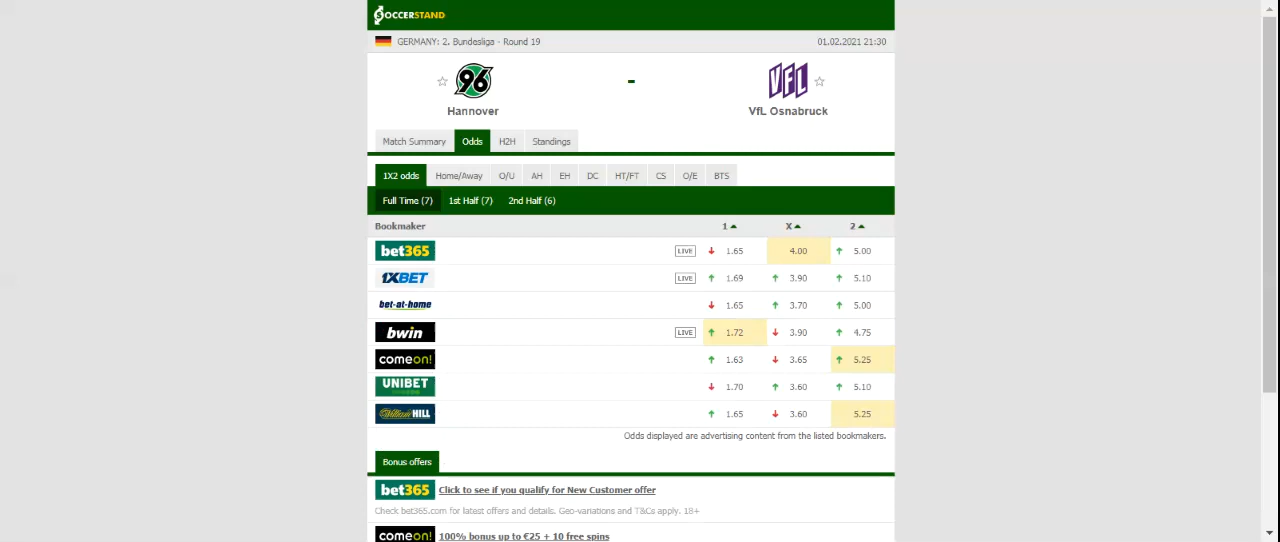 SOCCERSTAND
GERMANY: 2. Bundesliga - Round 19 01.02.2021 21:30
96 - VFL
Hannover VfL Osnabruck
Match Summary Odds H2H Standings
1X2 odds Home/Away O/U AH EH DC HT/FT CS O/E BTS
Full Time (7) 1st Half (7) 2nd Half (6)
Bookmaker 1 X 2
bet365 LIVE 1.65 4.00 5.00
1XBET LIVE 1.69 3.90 5.10
bet-at-home 1.65 3.70 5.00
bwin LIVE 1.72 3.90 4.75
comeon! 1.63 3.65 5.25
UNIBET 1.70 3.60 5.10
William HILL 1.65 3.60 5.25
Odds displayed are advertising content from the listed bookmakers.
Bonus offers
bet365 Click to see if you qualify for New Customer offer
Check bet365.com for latest offers and details. Geo-variations and T&Cs apply. 18+
comeon! 100% bonus up to €25 + 10 free spins